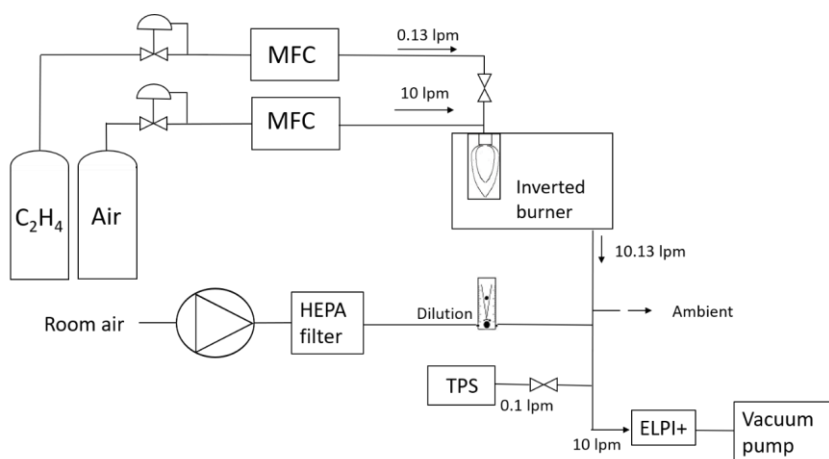 0.13 lpm
MFC
10 lpm
MFC
C₂H₄
Air
Inverted
burner
10.13 lpm
Room air
HEPA
filter
Dilution
Ambient
TPS
0.1 lpm
10 lpm
ELPI+
Vacuum
pump